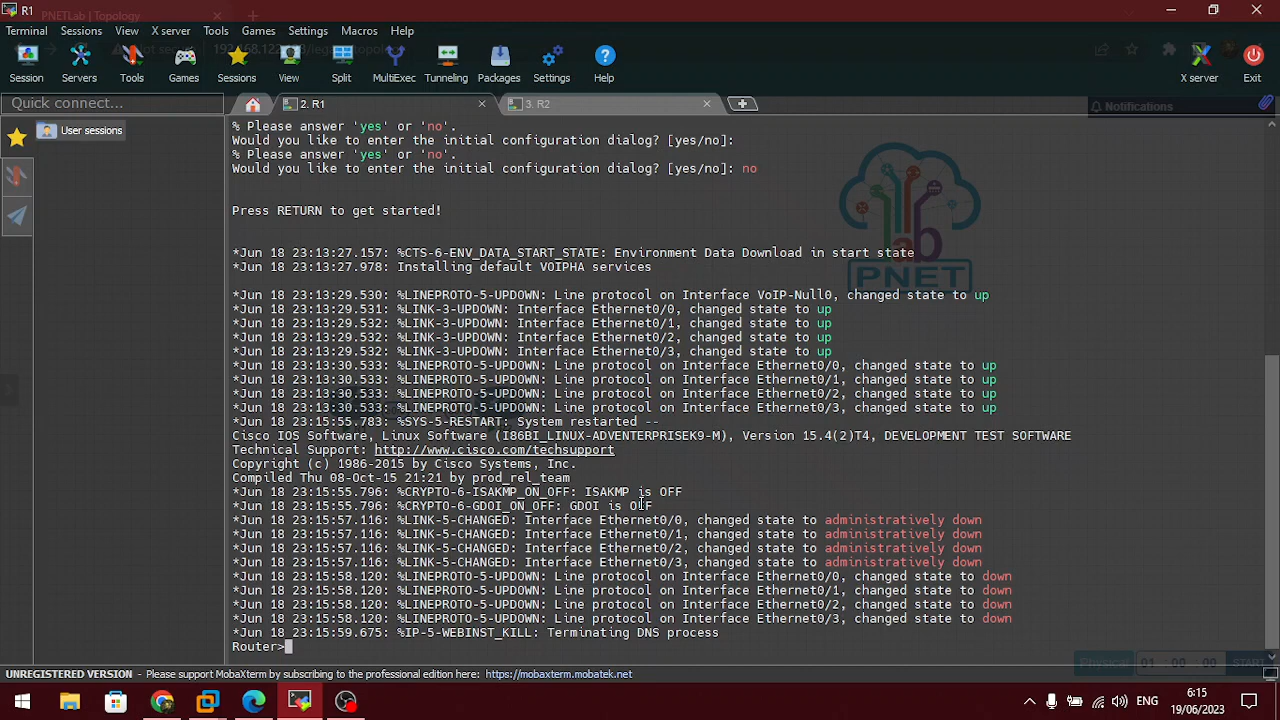 R1
PNETLab | Topology
Terminal Sessions View X server Tools Games Settings Macros Help
Session Servers Tools Games Sessions View Split MultiExec Tunneling Packages Settings Help X server Exit
Quick connect...
2. R1
3. R2
Notifications
User sessions
% Please answer 'yes' or 'no'.
Would you like to enter the initial configuration dialog? [yes/no]:
% Please answer 'yes' or 'no'.
Would you like to enter the initial configuration dialog? [yes/no]: no
Press RETURN to get started!
*Jun 18 23:13:27.157: %CTS-6-ENV_DATA_START_STATE: Environment Data Download in start state
*Jun 18 23:13:27.978: Installing default VOIPHA services
*Jun 18 23:13:29.530: %LINEPROTO-5-UPDOWN: Line protocol on Interface VoIP-Null0, changed state to up
*Jun 18 23:13:29.531: %LINK-3-UPDOWN: Interface Ethernet0/0, changed state to up
*Jun 18 23:13:29.532: %LINK-3-UPDOWN: Interface Ethernet0/1, changed state to up
*Jun 18 23:13:29.532: %LINK-3-UPDOWN: Interface Ethernet0/2, changed state to up
*Jun 18 23:13:29.532: %LINK-3-UPDOWN: Interface Ethernet0/3, changed state to up
*Jun 18 23:13:30.533: %LINEPROTO-5-UPDOWN: Line protocol on Interface Ethernet0/0, changed state to up
*Jun 18 23:13:30.533: %LINEPROTO-5-UPDOWN: Line protocol on Interface Ethernet0/1, changed state to up
*Jun 18 23:13:30.533: %LINEPROTO-5-UPDOWN: Line protocol on Interface Ethernet0/2, changed state to up
*Jun 18 23:13:30.533: %LINEPROTO-5-UPDOWN: Line protocol on Interface Ethernet0/3, changed state to up
*Jun 18 23:15:55.783: %SYS-5-RESTART: System restarted --
Cisco IOS Software, Linux Software (I86BI_LINUX-ADVENTERPRISEK9-M), Version 15.4(2)T4, DEVELOPMENT TEST SOFTWARE
Technical Support: http://www.cisco.com/techsupport
Copyright (c) 1986-2015 by Cisco Systems, Inc.
Compiled Thu 08-Oct-15 21:21 by prod_rel_team
*Jun 18 23:15:55.796: %CRYPTO-6-ISAKMP_ON_OFF: ISAKMP is OFF
*Jun 18 23:15:55.796: %CRYPTO-6-GDOI_ON_OFF: GDOI is OFF
*Jun 18 23:15:57.116: %LINK-5-CHANGED: Interface Ethernet0/0, changed state to administratively down
*Jun 18 23:15:57.116: %LINK-5-CHANGED: Interface Ethernet0/1, changed state to administratively down
*Jun 18 23:15:57.116: %LINK-5-CHANGED: Interface Ethernet0/2, changed state to administratively down
*Jun 18 23:15:57.116: %LINK-5-CHANGED: Interface Ethernet0/3, changed state to administratively down
*Jun 18 23:15:58.120: %LINEPROTO-5-UPDOWN: Line protocol on Interface Ethernet0/0, changed state to down
*Jun 18 23:15:58.120: %LINEPROTO-5-UPDOWN: Line protocol on Interface Ethernet0/1, changed state to down
*Jun 18 23:15:58.120: %LINEPROTO-5-UPDOWN: Line protocol on Interface Ethernet0/2, changed state to down
*Jun 18 23:15:58.120: %LINEPROTO-5-UPDOWN: Line protocol on Interface Ethernet0/3, changed state to down
*Jun 18 23:15:59.675: %IP-5-WEBINST_KILL: Terminating DNS process
Router>
lab
PNET
Physical 01 : 00 : 00 START
UNREGISTERED VERSION - Please support MobaXterm by subscribing to the professional edition here: https://mobaxterm.mobatek.net
ENG
6:15
19/06/2023